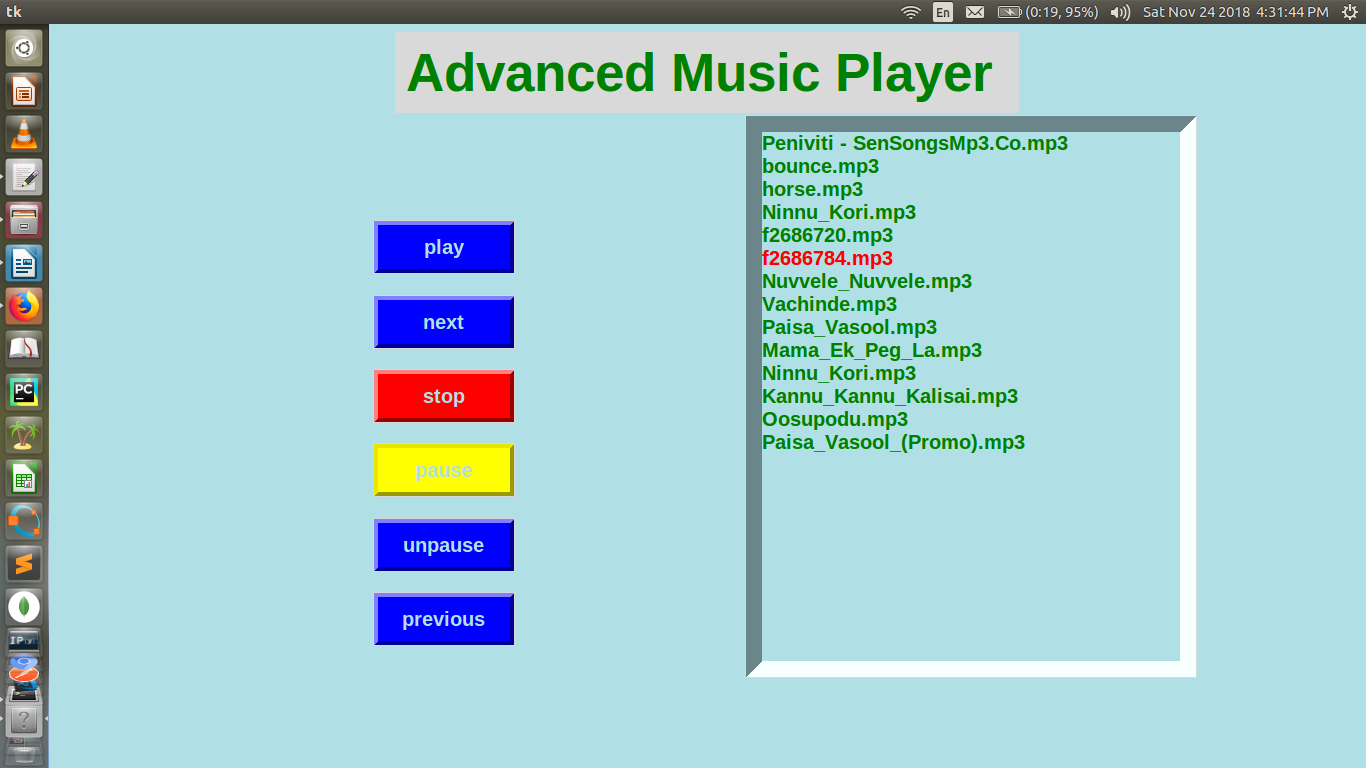 tk
En
(0:19, 95%)
Sat Nov 24 2018 4:31:44 PM
Advanced Music Player
play
next
stop
pause
unpause
previous
Peniviti - SenSongsMp3.Co.mp3
bounce.mp3
horse.mp3
Ninnu_Kori.mp3
f2686720.mp3
f2686784.mp3
Nuvvele_Nuvvele.mp3
Vachinde.mp3
Paisa_Vasool.mp3
Mama_Ek_Peg_La.mp3
Ninnu_Kori.mp3
Kannu_Kannu_Kalisai.mp3
Oosupodu.mp3
Paisa_Vasool_(Promo).mp3
PC
IP
?